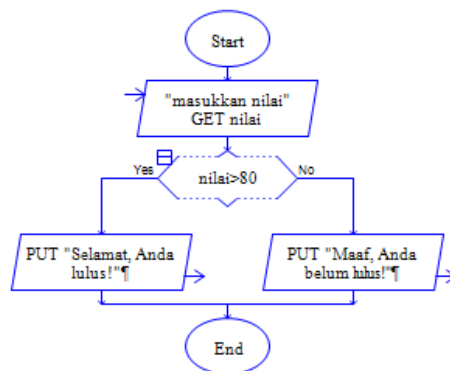 Start
"masukkan nilai"
GET nilai
Yes
nilai>80
No
PUT "Selamat, Anda
lulus!"¶
PUT "Maaf, Anda
belum lulus!"¶
End